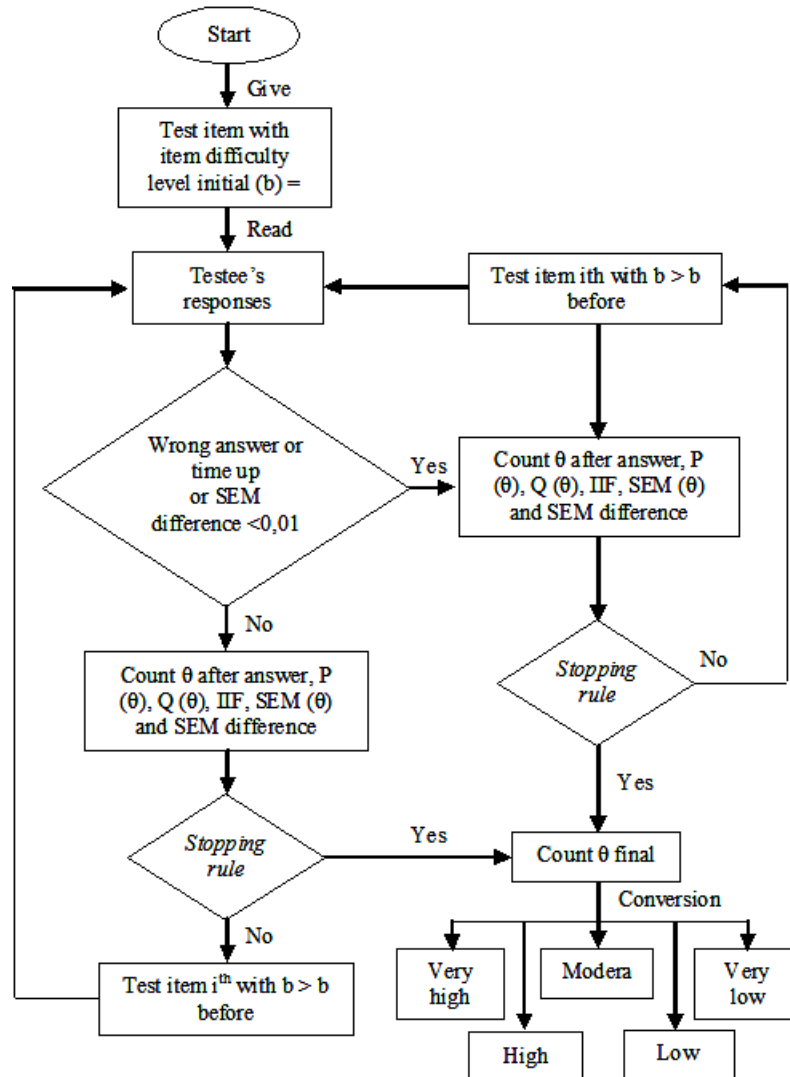 Start
Give
Test item with
item difficulty
level initial (b) =
Read
Testee’s
responses
Test item ith with b > b
before
Wrong answer or
time up
or SEM
difference <0,01
Yes
Count θ after answer, P
(θ), Q (θ), IIF, SEM (θ)
and SEM difference
No
Count θ after answer, P
(θ), Q (θ), IIF, SEM (θ)
and SEM difference
Stopping
rule
No
Yes
Stopping
rule
Yes
Count θ final
Conversion
No
Test item iᵗʰ with b > b
before
Very
high
Modera
Very
low
High
Low